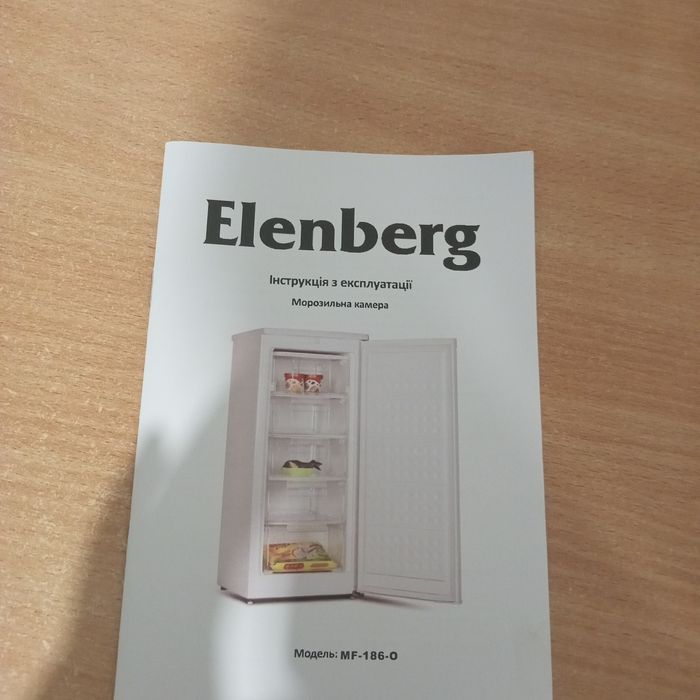 Elenberg
Інструкція з експлуатації
Морозильна камера
Модель: MF-186-O